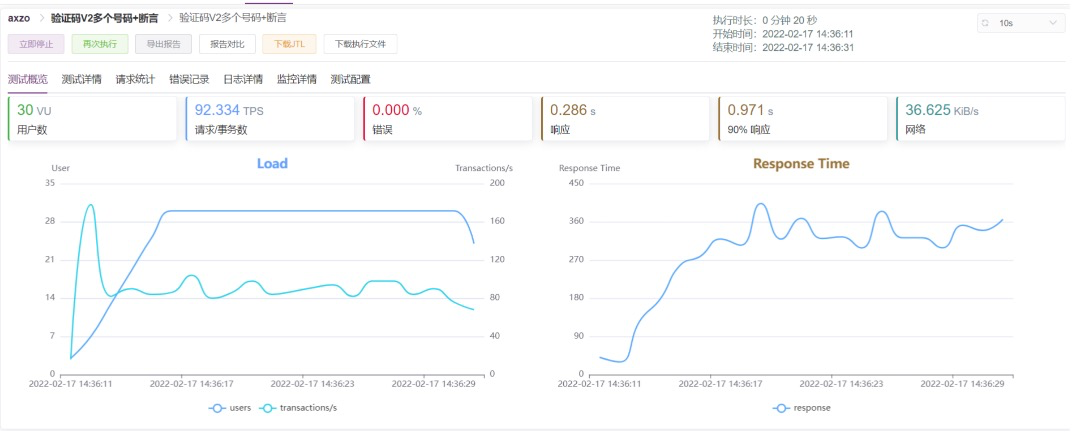 axzo > 验证码V2多个号码+断言 > 验证码V2多个号码+断言
执行时长：0 分钟 20 秒
开始时间：2022-02-17 14:36:11
结束时间：2022-02-17 14:36:31
10s
立即停止 再次执行 导出报告 报告对比 下载JTL 下载执行文件
测试概览 测试详情 请求统计 错误记录 日志详情 监控详情 测试配置
30 VU
用户数
92.334 TPS
请求/事务数
0.000 %
错误
0.286 s
响应
0.971 s
90% 响应
36.625 KiB/s
网络
Load
User
Transactions/s
35
28
21
14
7
0
200
160
120
80
40
0
2022-02-17 14:36:11 2022-02-17 14:36:17 2022-02-17 14:36:23 2022-02-17 14:36:29
users transactions/s
Response Time
Response Time
450
360
270
180
90
0
2022-02-17 14:36:11 2022-02-17 14:36:17 2022-02-17 14:36:23 2022-02-17 14:36:29
response